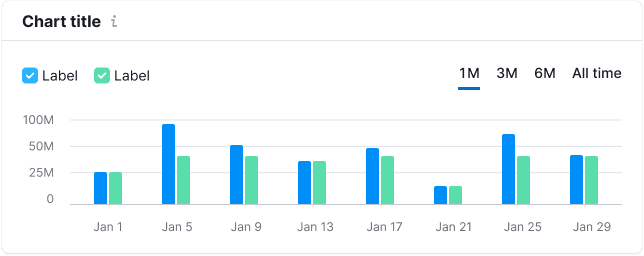 Chart title i
Label Label 1M 3M 6M All time
100M
50M
25M
0
Jan 1 Jan 5 Jan 9 Jan 13 Jan 17 Jan 21 Jan 25 Jan 29